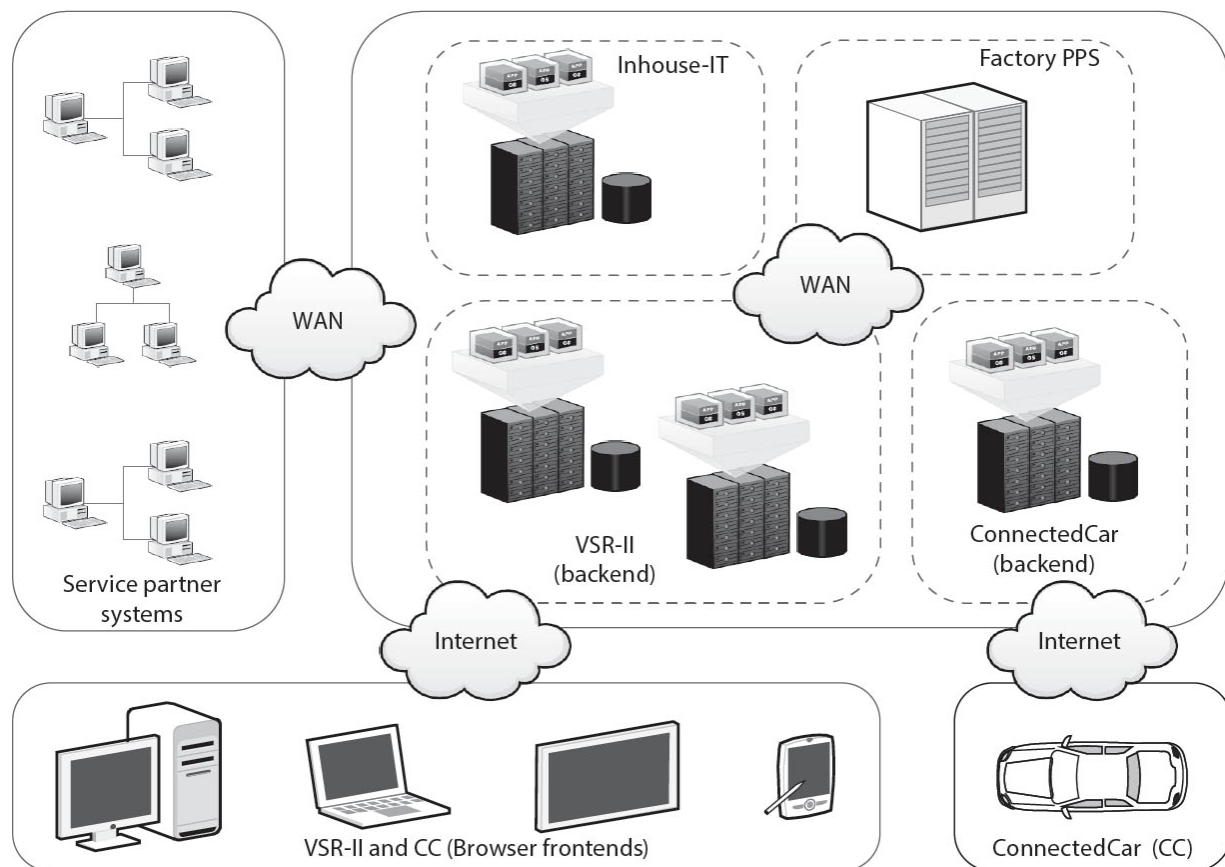 Inhouse-IT
Factory PPS
WAN
WAN
VSR-II
(backend)
ConnectedCar
(backend)
Service partner
systems
Internet
Internet
VSR-II and CC (Browser frontends)
ConnectedCar (CC)